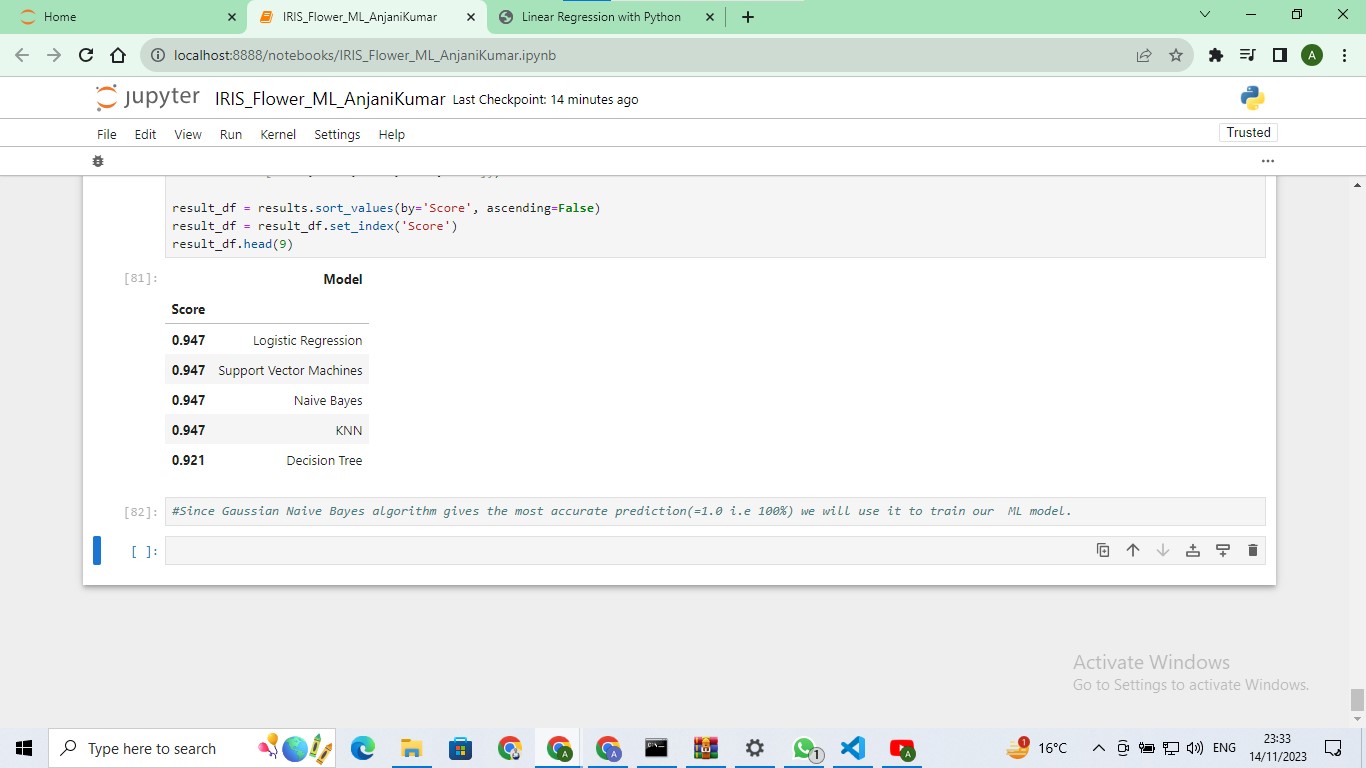 Home
IRIS_Flower_ML_AnjaniKumar
Linear Regression with Python
localhost:8888/notebooks/IRIS_Flower_ML_AnjaniKumar.ipynb
A
jupyter IRIS_Flower_ML_AnjaniKumar Last Checkpoint: 14 minutes ago
File Edit View Run Kernel Settings Help
Trusted
result_df = results.sort_values(by='Score', ascending=False)
result_df = result_df.set_index('Score')
result_df.head(9)
[81]:
Model
Score
0.947 Logistic Regression
0.947 Support Vector Machines
0.947 Naive Bayes
0.947 KNN
0.921 Decision Tree
[82]: #Since Gaussian Naive Bayes algorithm gives the most accurate prediction(=1.0 i.e 100%) we will use it to train our  ML model.
[ ]:
Activate Windows
Go to Settings to activate Windows.
Type here to search
A
A
1
A
1
16°C
ENG
23:33
14/11/2023